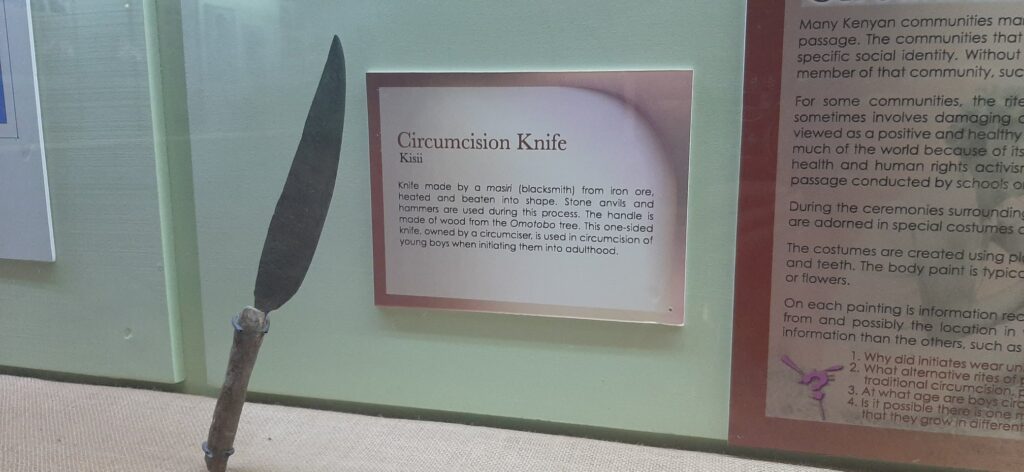 Circumcision Knife
Kisii
Knife made by a masiri (blacksmith) from iron ore,
heated and beaten into shape. Stone anvils and
hammers are used during this process. The handle is
made of wood from the Omotobo tree. This one-sided
knife, owned by a circumciser, is used in circumcision of
young boys when initiating them into adulthood.
Many Kenyan communities
passage. The communities that
specific social identity. Without
member of that community,
For some communities, the
sometimes involves damaging
viewed as a positive and healthy
much of the world because of its
health and human rights
passage conducted by schools
During the ceremonies surrounding
are adorned in special costumes
The costumes are created using
and teeth. The body paint is
or flowers.
On each painting is information
from and possibly the location in
information than the others, such as
?
1. Why did initiates wear
2. What alternative rites of
traditional circumcision,
3. At what age are boys
4. Is it possible there is one
that they grow in